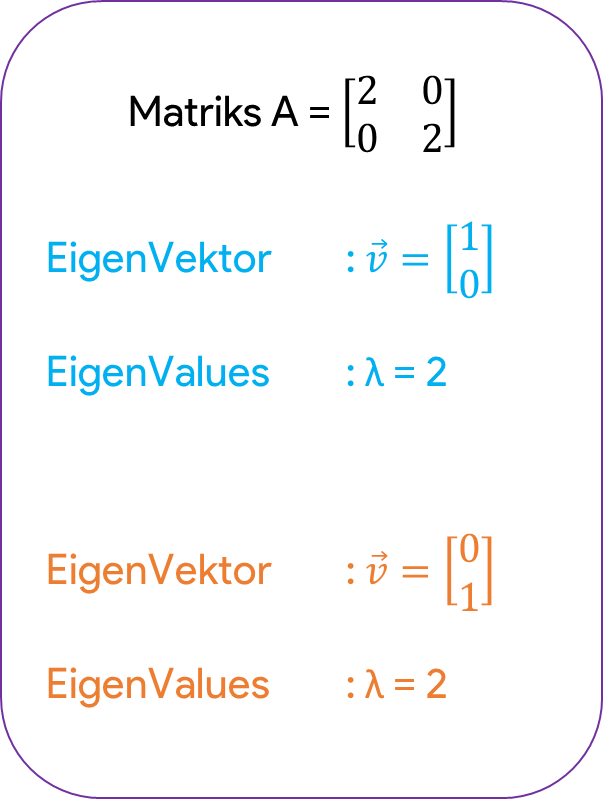 Matriks A = [2 0
0 2]
EigenVektor : v⃗ = [1
0]
EigenValues : λ = 2
EigenVektor : v⃗ = [0
1]
EigenValues : λ = 2